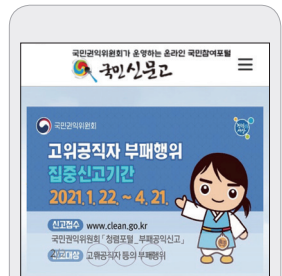 국민권익위원회가 운영하는 온라인 국민참여포털
국민신문고
국민권익위원회
고위공직자 부패행위
집중신고기간
2021. 1. 22. ~ 4. 21.
신고접수 www.clean.go.kr
국민권익위원회「청렴포털_부패공익신고」
신고대상 고위공직자 등의 부패행위